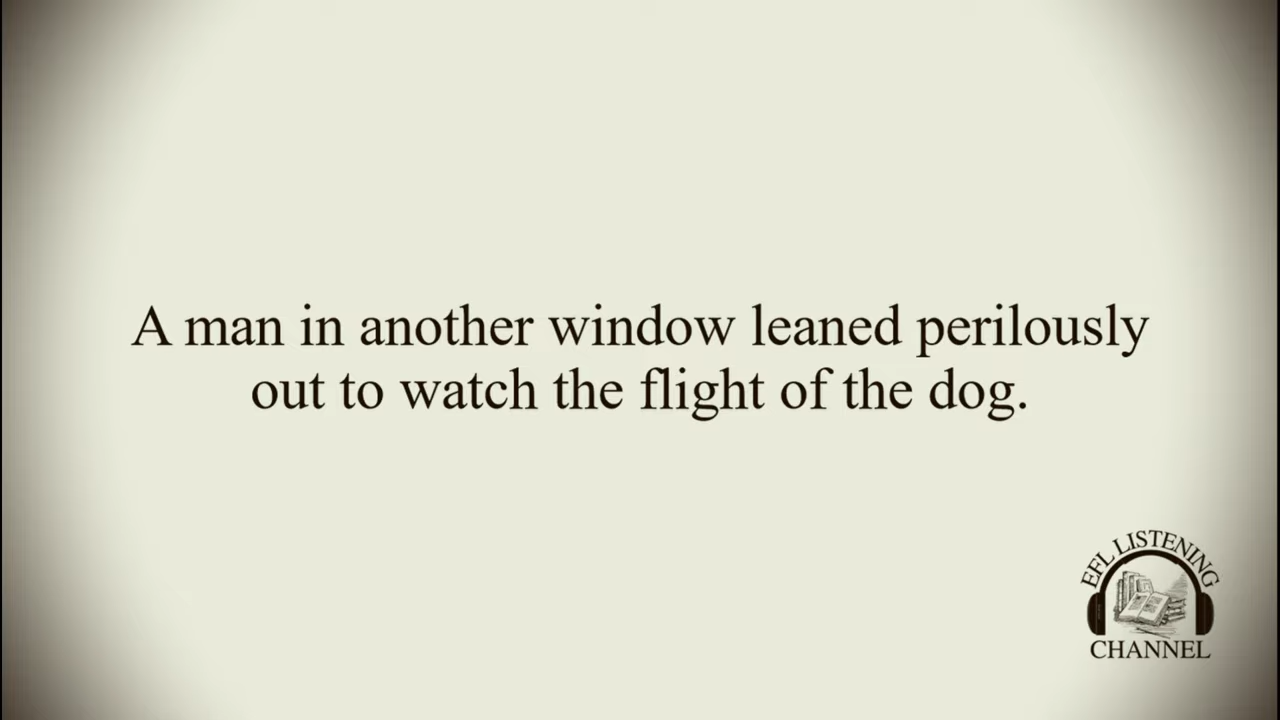 A man in another window leaned perilously
out to watch the flight of the dog.
EFL LISTENING
CHANNEL